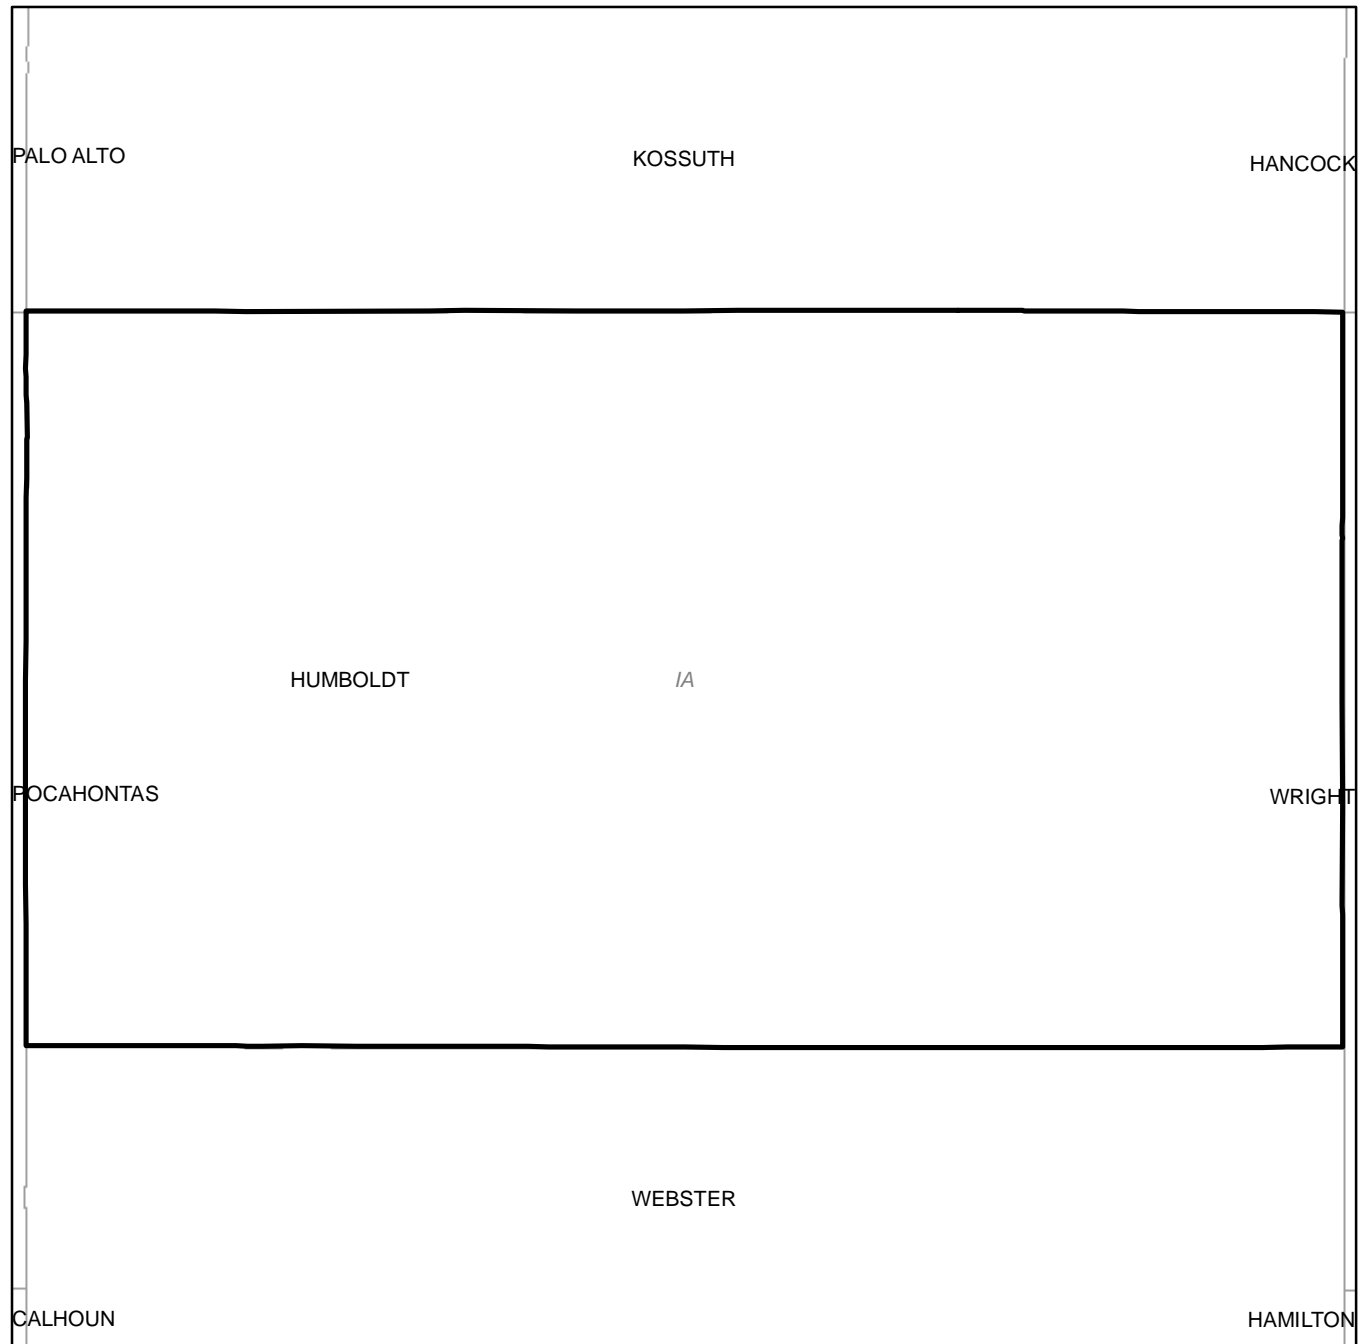 PALO ALTO
KOSSUTH
HANCOCK
HUMBOLDT
IA
POCAHONTAS
WRIGHT
WEBSTER
CALHOUN
HAMILTON